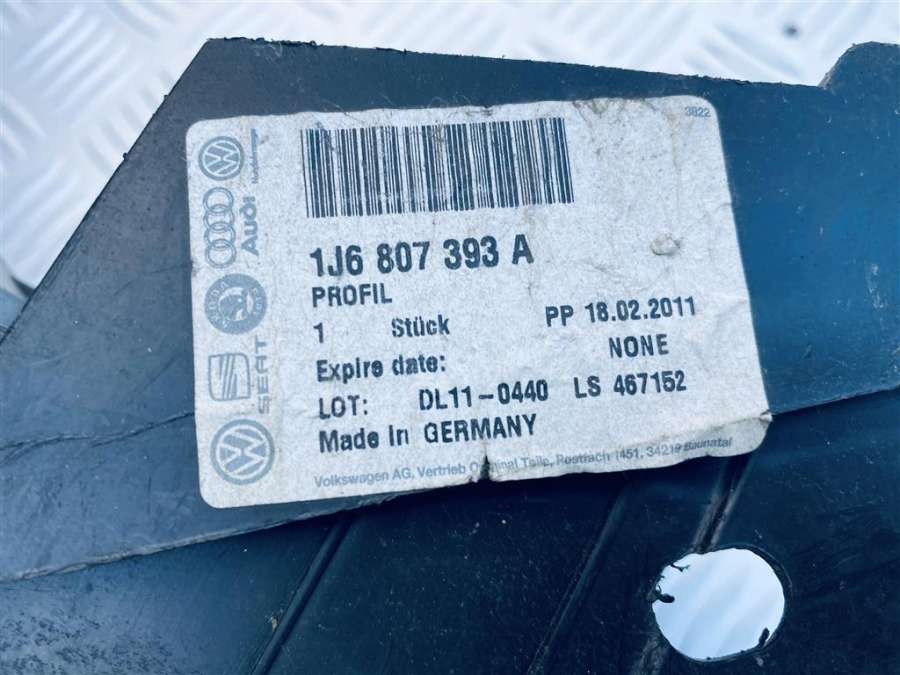 3822
Audi
SEAT
1J6 807 393 A
PROFIL
1 Stück PP 18.02.2011
Expire date: NONE
LOT: DL11-0440 LS 467152
Made in GERMANY
Volkswagen AG, Vertrieb Original Teile, Postfach 1451, 34219 Baunatal